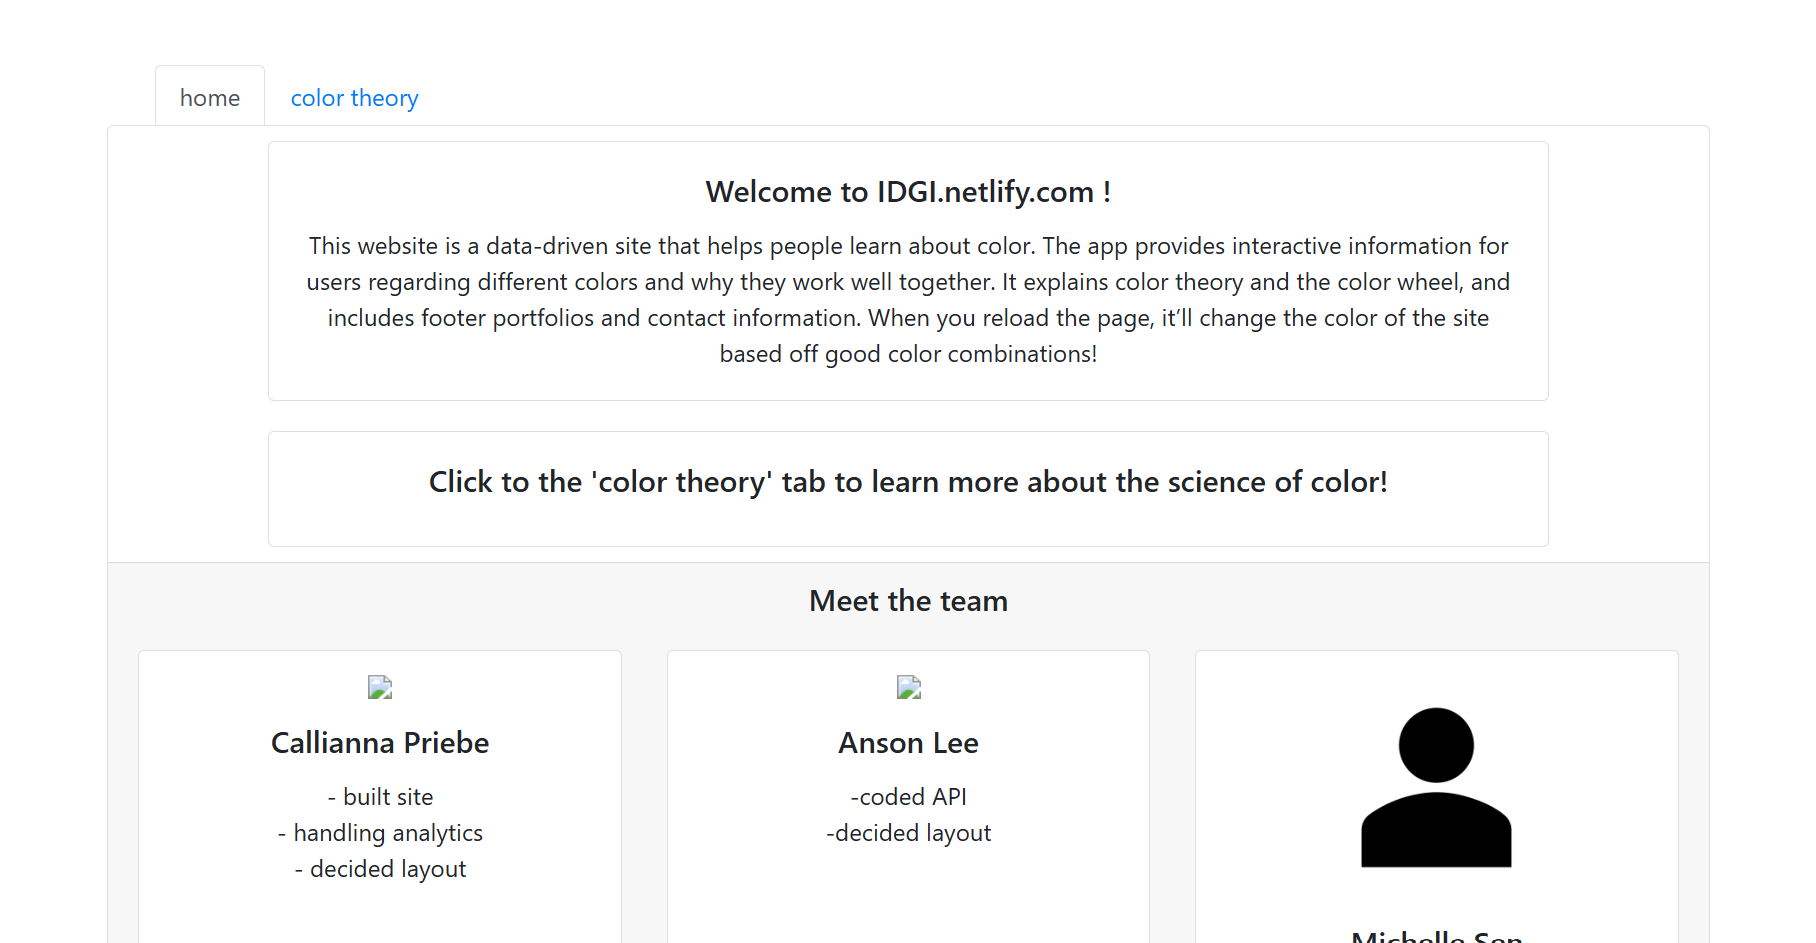 home
color theory
Welcome to IDGI.netlify.com !
This website is a data-driven site that helps people learn about color. The app provides interactive information for
users regarding different colors and why they work well together. It explains color theory and the color wheel, and
includes footer portfolios and contact information. When you reload the page, it’ll change the color of the site
based off good color combinations!
Click to the 'color theory' tab to learn more about the science of color!
Meet the team
Callianna Priebe
- built site
- handling analytics
- decided layout
Anson Lee
-coded API
-decided layout
Michelle